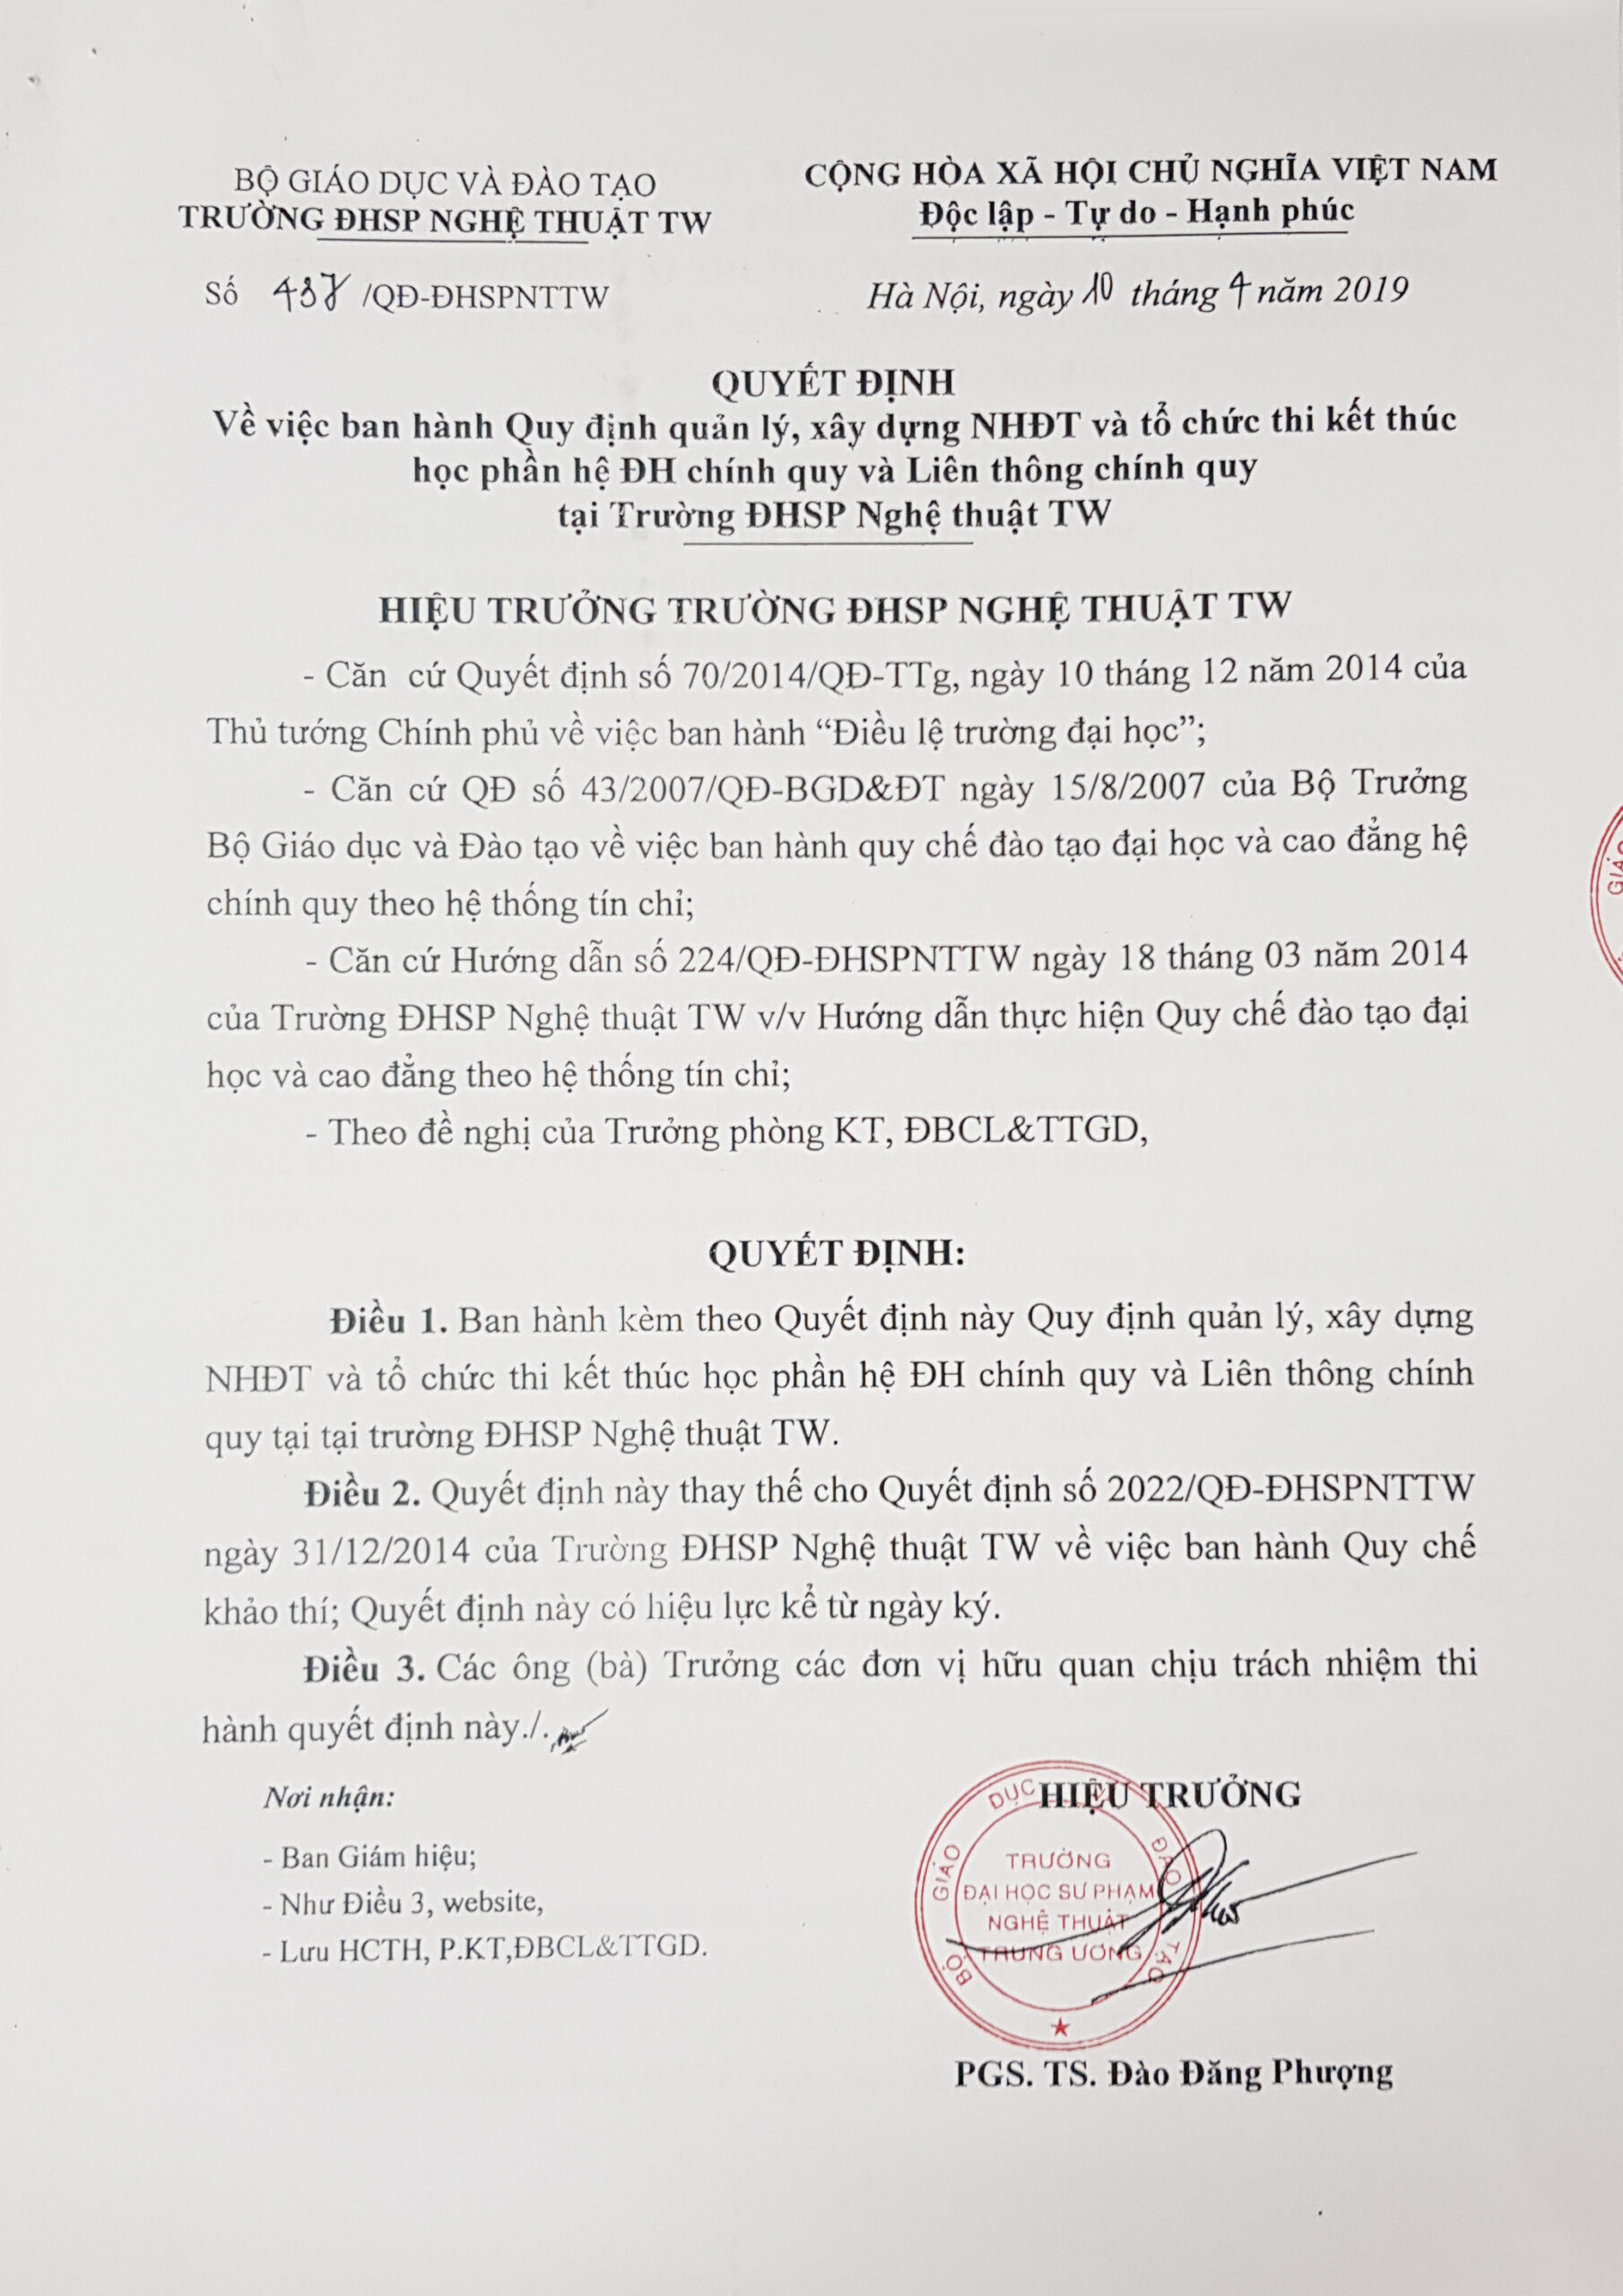 BỘ GIÁO DỤC VÀ ĐÀO TẠO
TRƯỜNG ĐHSP NGHỆ THUẬT TW
CỘNG HÒA XÃ HỘI CHỦ NGHĨA VIỆT NAM
Độc lập - Tự do - Hạnh phúc
Số 437 /QĐ-ĐHSPNTTW
Hà Nội, ngày 10 tháng 4 năm 2019
QUYẾT ĐỊNH
Về việc ban hành Quy định quản lý, xây dựng NHĐT và tổ chức thi kết thúc
học phần hệ ĐH chính quy và Liên thông chính quy
tại Trường ĐHSP Nghệ thuật TW
HIỆU TRƯỞNG TRƯỜNG ĐHSP NGHỆ THUẬT TW
- Căn cứ Quyết định số 70/2014/QĐ-TTg, ngày 10 tháng 12 năm 2014 của
Thủ tướng Chính phủ về việc ban hành “Điều lệ trường đại học”;
- Căn cứ QĐ số 43/2007/QĐ-BGD&ĐT ngày 15/8/2007 của Bộ Trưởng
Bộ Giáo dục và Đào tạo về việc ban hành quy chế đào tạo đại học và cao đẳng hệ
chính quy theo hệ thống tín chỉ;
- Căn cứ Hướng dẫn số 224/QĐ-ĐHSPNTTW ngày 18 tháng 03 năm 2014
của Trường ĐHSP Nghệ thuật TW v/v Hướng dẫn thực hiện Quy chế đào tạo đại
học và cao đẳng theo hệ thống tín chỉ;
- Theo đề nghị của Trưởng phòng KT, ĐBCL&TTGD,
QUYẾT ĐỊNH:
Điều 1. Ban hành kèm theo Quyết định này Quy định quản lý, xây dựng
NHĐT và tổ chức thi kết thúc học phần hệ ĐH chính quy và Liên thông chính
quy tại tại trường ĐHSP Nghệ thuật TW.
Điều 2. Quyết định này thay thế cho Quyết định số 2022/QĐ-ĐHSPNTTW
ngày 31/12/2014 của Trường ĐHSP Nghệ thuật TW về việc ban hành Quy chế
khảo thí; Quyết định này có hiệu lực kể từ ngày ký.
Điều 3. Các ông (bà) Trưởng các đơn vị hữu quan chịu trách nhiệm thi
hành quyết định này./.
Nơi nhận:
- Ban Giám hiệu;
- Như Điều 3, website,
- Lưu HCTH, P.KT,ĐBCL&TTGD.
HIỆU TRƯỞNG
BỘ GIÁO DỤC ĐÀO TẠO
TRƯỜNG
ĐẠI HỌC SƯ PHẠM
NGHỆ THUẬT
TRUNG ƯƠNG
PGS. TS. Đào Đăng Phượng
GIÁO